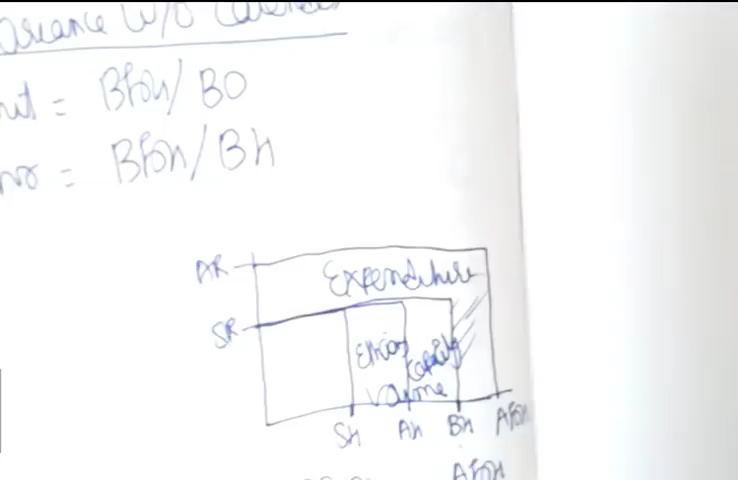 W/O
= BFOH/BO
= BFOH/BH
AR
Expenditure
SR
Efficiency Capacity
Volume
SH AH BH AFOH
AFOH